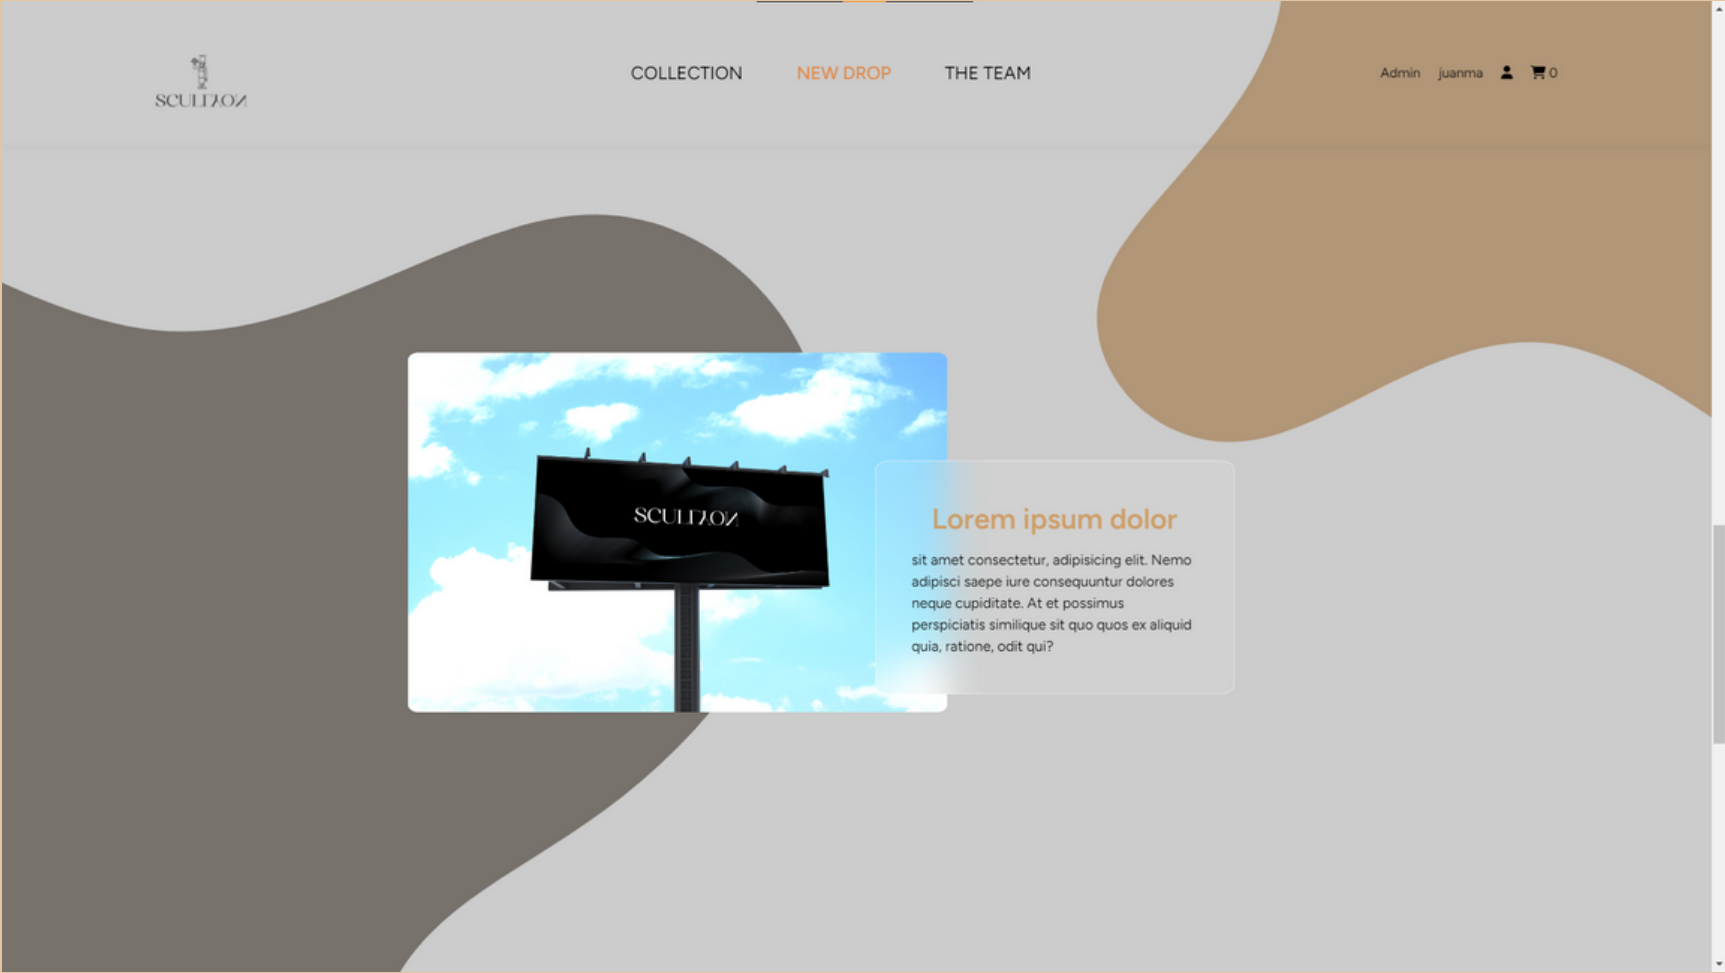 COLLECTION
NEW DROP
THE TEAM
Admin
juanma
0
Lorem ipsum dolor
sit amet consectetur, adipisicing elit. Nemo
adipisci saepe iure consequuntur dolores
neque cupiditate. At et possimus
perspiciatis similique sit quo quos ex aliquid
quia, ratione, odit qui?